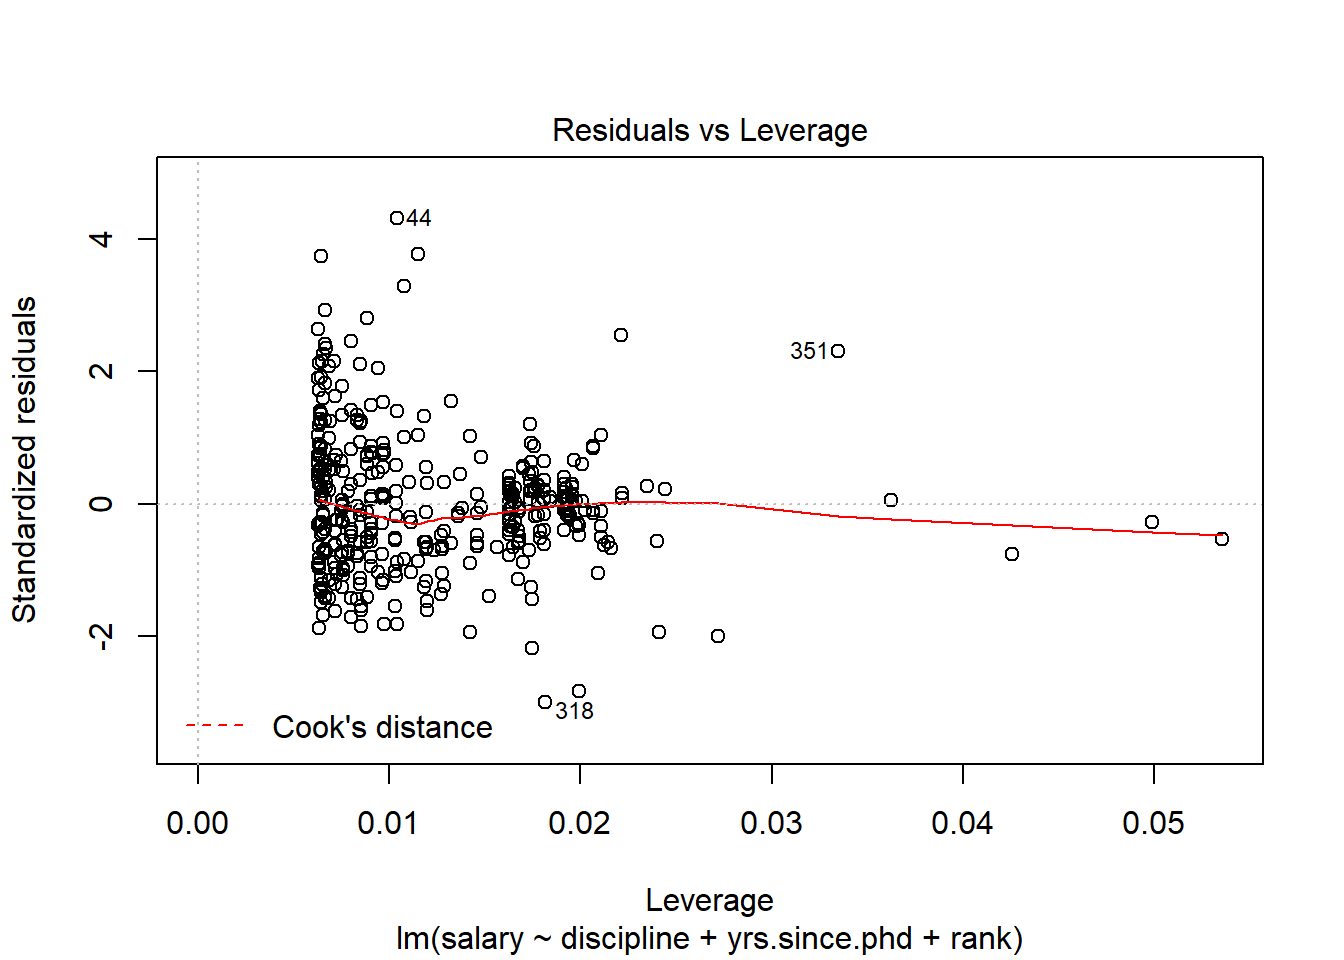 Residuals vs Leverage
Standardized residuals
4
2
0
-2
44
351
318
Cook's distance
0.00 0.01 0.02 0.03 0.04 0.05
Leverage
lm(salary ~ discipline + yrs.since.phd + rank)